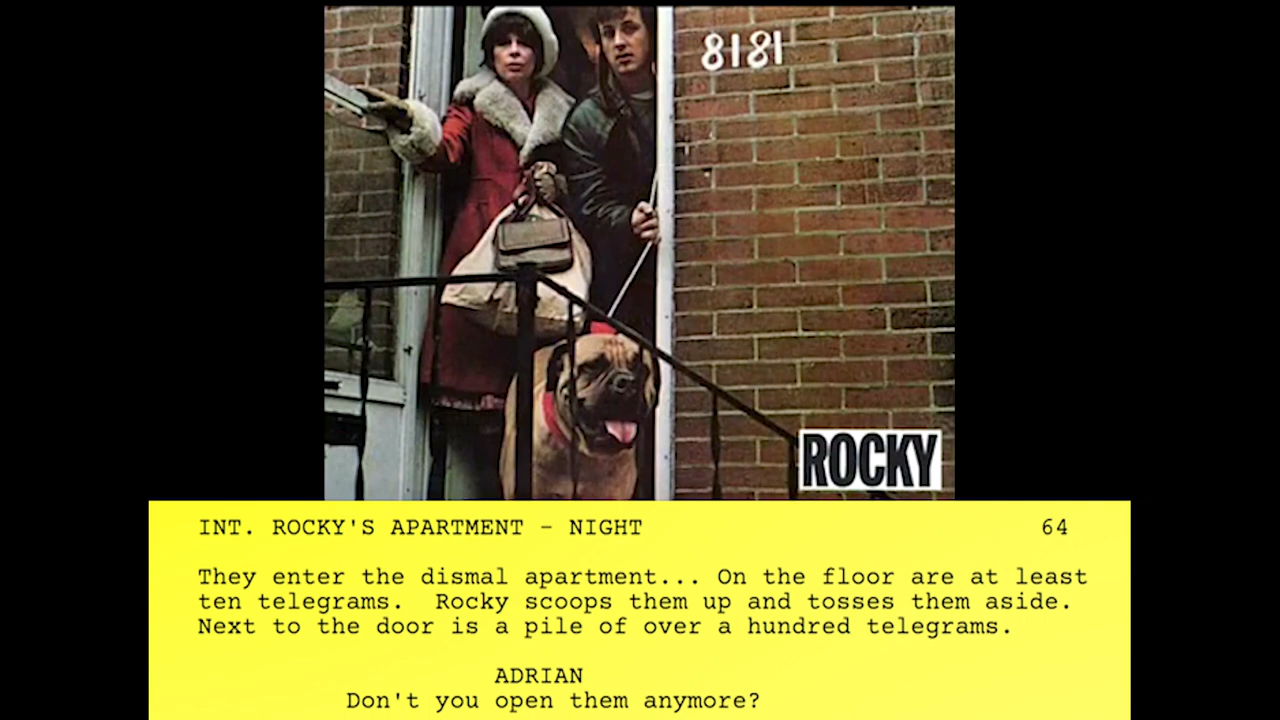 8181
ROCKY
INT. ROCKY'S APARTMENT - NIGHT 64
They enter the dismal apartment... On the floor are at least
ten telegrams. Rocky scoops them up and tosses them aside.
Next to the door is a pile of over a hundred telegrams.
ADRIAN
Don't you open them anymore?